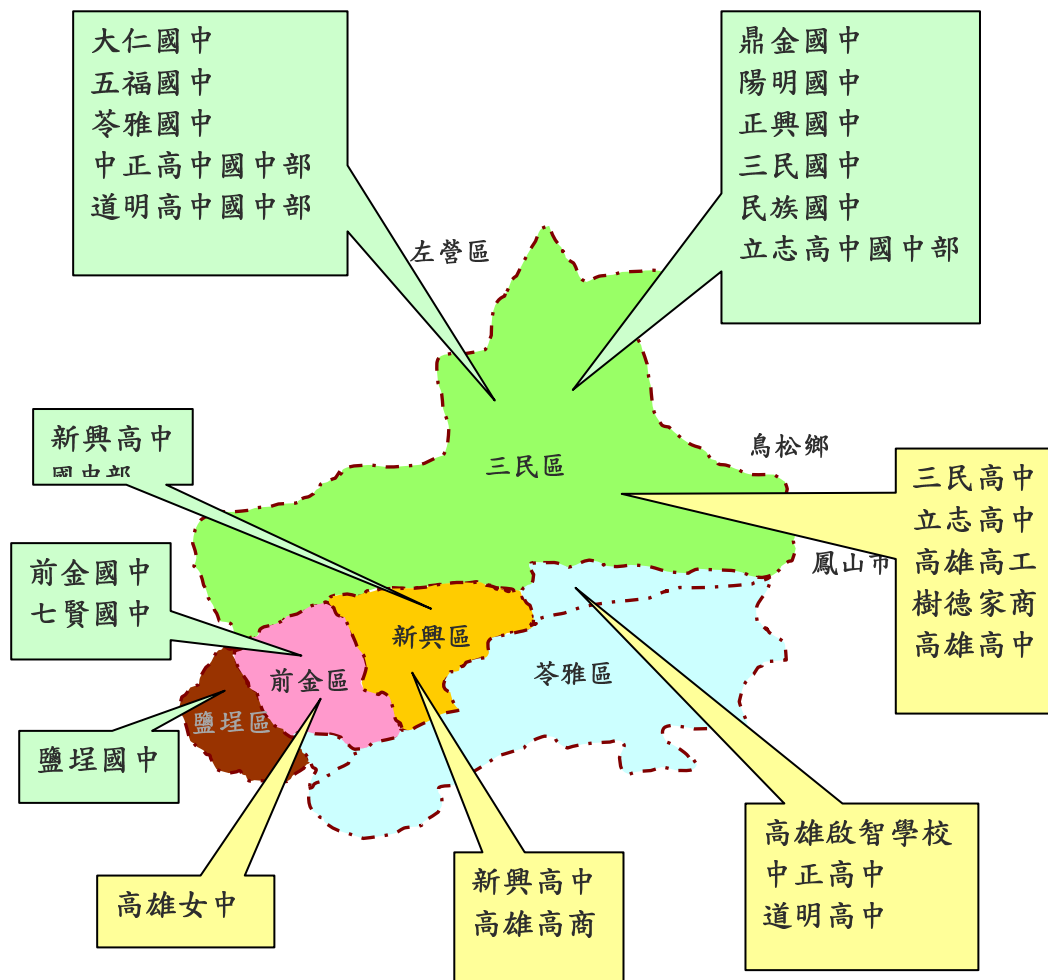 大仁國中
五福國中
苓雅國中
中正高中國中部
道明高中國中部
鼎金國中
陽明國中
正興國中
三民國中
民族國中
立志高中國中部
左營區
新興高中
國中部
三民區
鳥松鄉
三民高中
立志高中
高雄高工
樹德家商
高雄高中
鳳山市
前金國中
七賢國中
新興區
前金區
苓雅區
鹽埕區
鹽埕國中
高雄女中
新興高中
高雄高商
高雄啟智學校
中正高中
道明高中